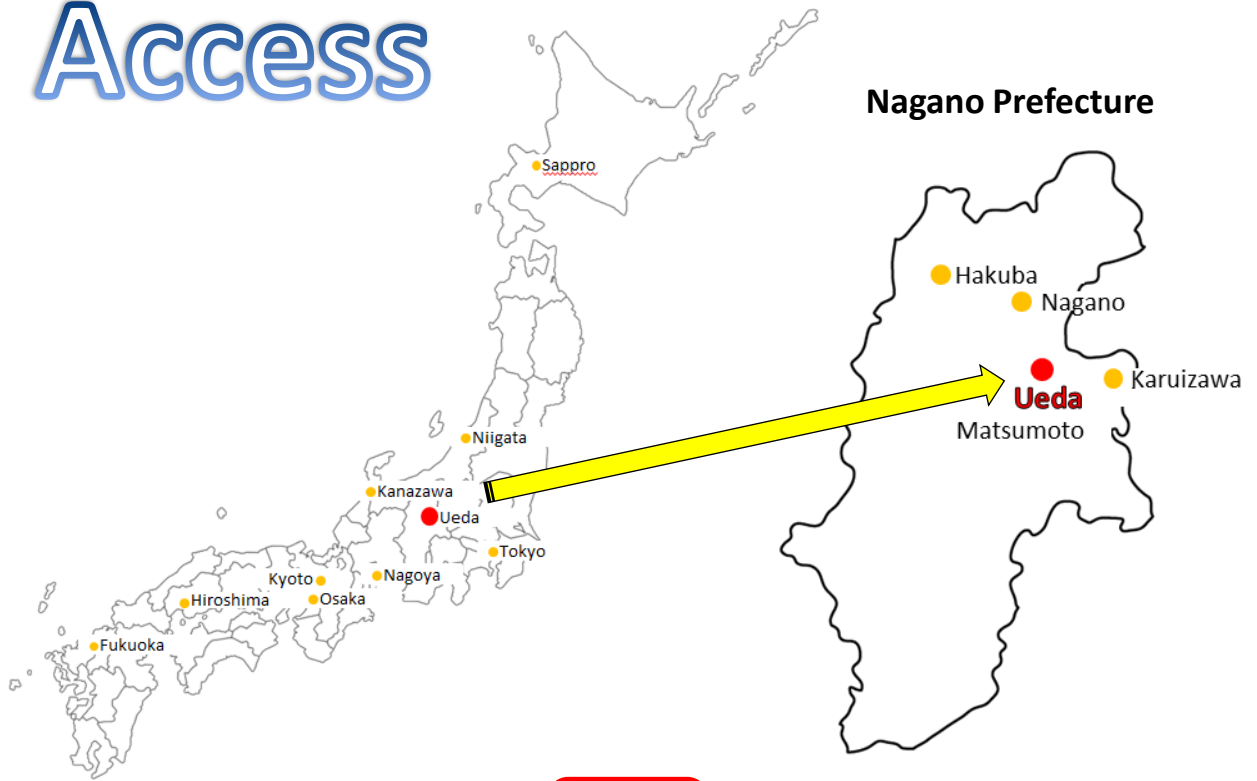 Access
Nagano Prefecture
Sappro
Hakuba
Nagano
Karuizawa
Ueda
Matsumoto
Niigata
Kanazawa
Ueda
Tokyo
Nagoya
Kyoto
Osaka
Hiroshima
Fukuoka